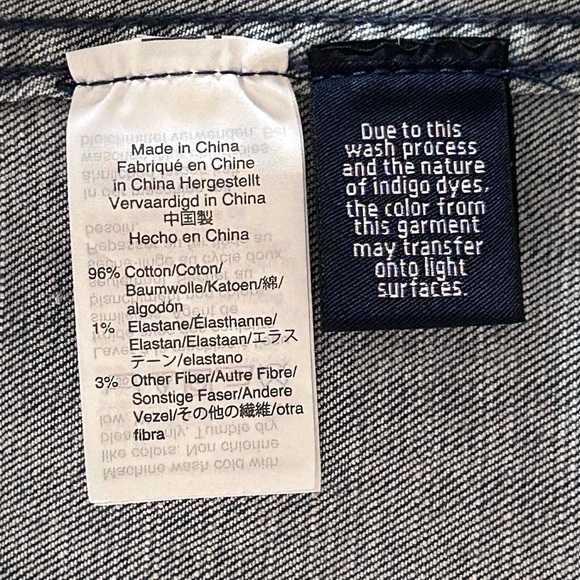 Made in China
Fabriqué en Chine
in China Hergestellt
Vervaardigd in China
中国製
Hecho en China
96% Cotton/Coton/
Baumwolle/Katoen/綿/
algodón
1% Elastane/Élasthanne/
Elastan/Elastaan/エラス
テーン/elastano
3% Other Fiber/Autre Fibre/
Sonstige Faser/Andere
Vezel/その他の繊維/otra
fibra
Due to this
wash process
and the nature
of indigo dyes,
the color from
this garment
may transfer
onto light
surfaces.